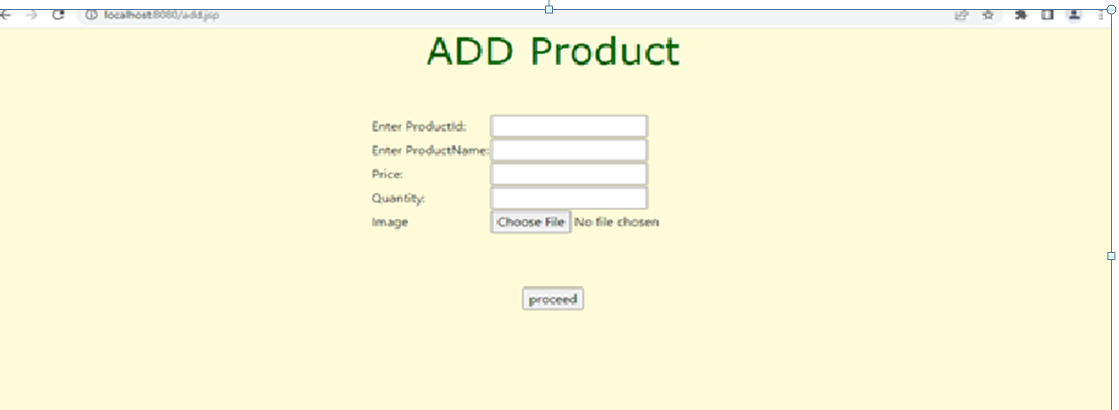 localhost:8080/add.jsp
ADD Product
Enter ProductId:
Enter ProductName:
Price:
Quantity:
Image Choose File No file chosen
proceed